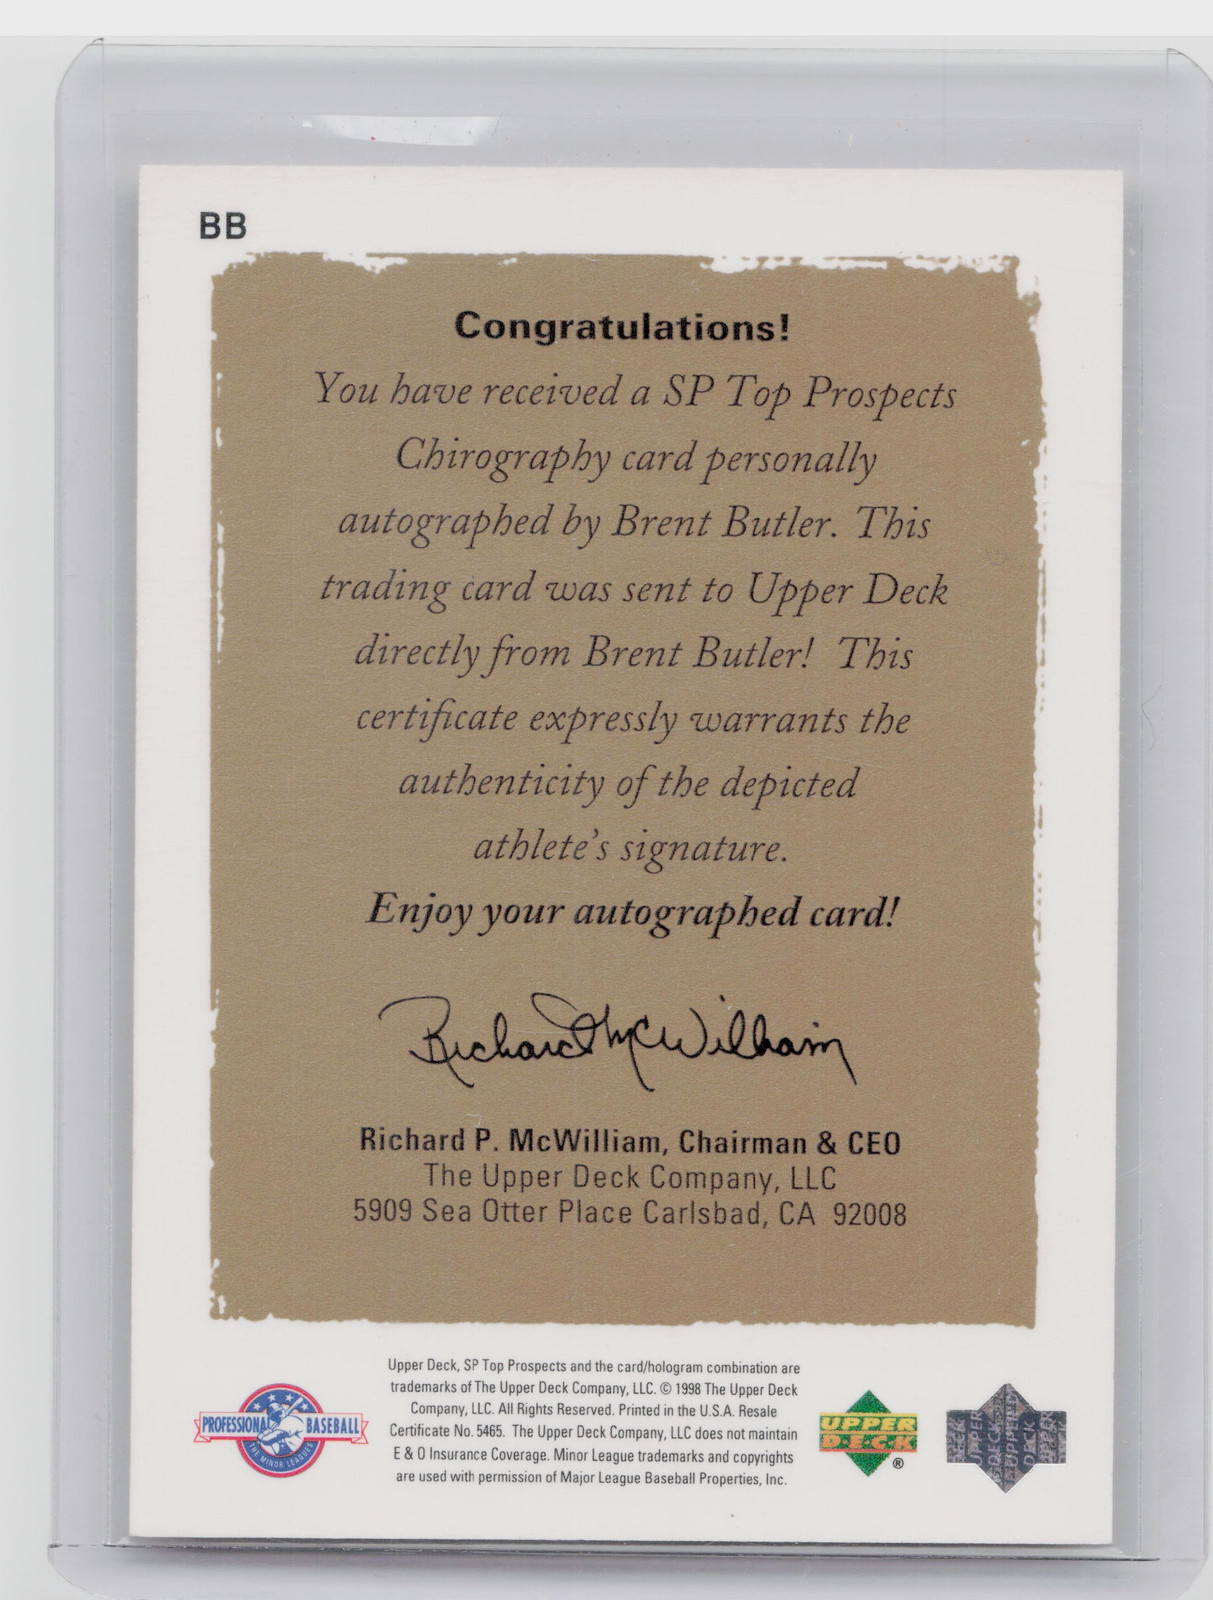 BB
Congratulations!
You have received a SP Top Prospects
Chirography card personally
autographed by Brent Butler. This
trading card was sent to Upper Deck
directly from Brent Butler! This
certificate expressly warrants the
authenticity of the depicted
athlete's signature.
Enjoy your autographed card!
Richard McWilliam
Richard P. McWilliam, Chairman & CEO
The Upper Deck Company, LLC
5909 Sea Otter Place Carlsbad, CA 92008
Upper Deck, SP Top Prospects and the card/hologram combination are
trademarks of The Upper Deck Company, LLC. © 1998 The Upper Deck
Company, LLC. All Rights Reserved. Printed in the U.S.A. Resale
Certificate No. 5465. The Upper Deck Company, LLC does not maintain
E & O Insurance Coverage. Minor League trademarks and copyrights
are used with permission of Major League Baseball Properties, Inc.
PROFESSIONAL BASEBALL
THE MINOR LEAGUES
UPPER
DECK
®
UPPER
DECK